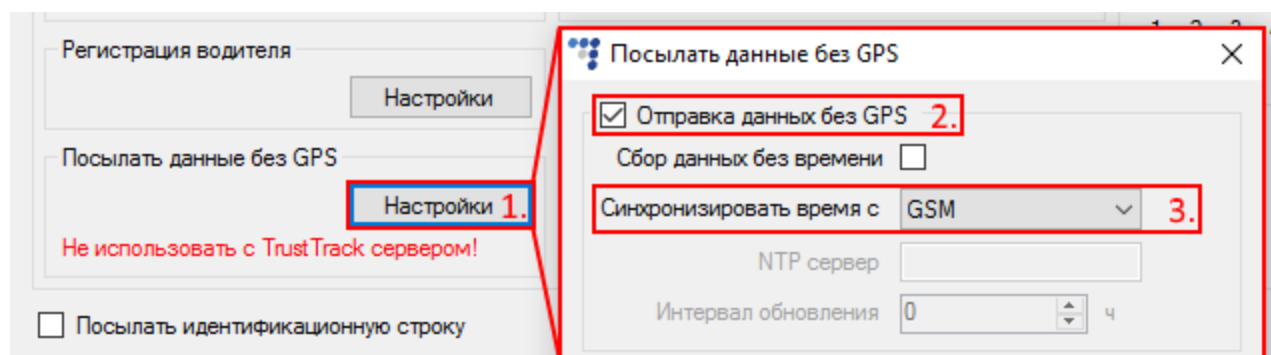 Регистрация водителя
Настройки
Посылать данные без GPS
Настройки 1.
Не использовать с TrustTrack сервером!
Посылать идентификационную строку
Посылать данные без GPS
Отправка данных без GPS 2.
Сбор данных без времени
Синхронизировать время с GSM 3.
NTP сервер
Интервал обновления 0 ч